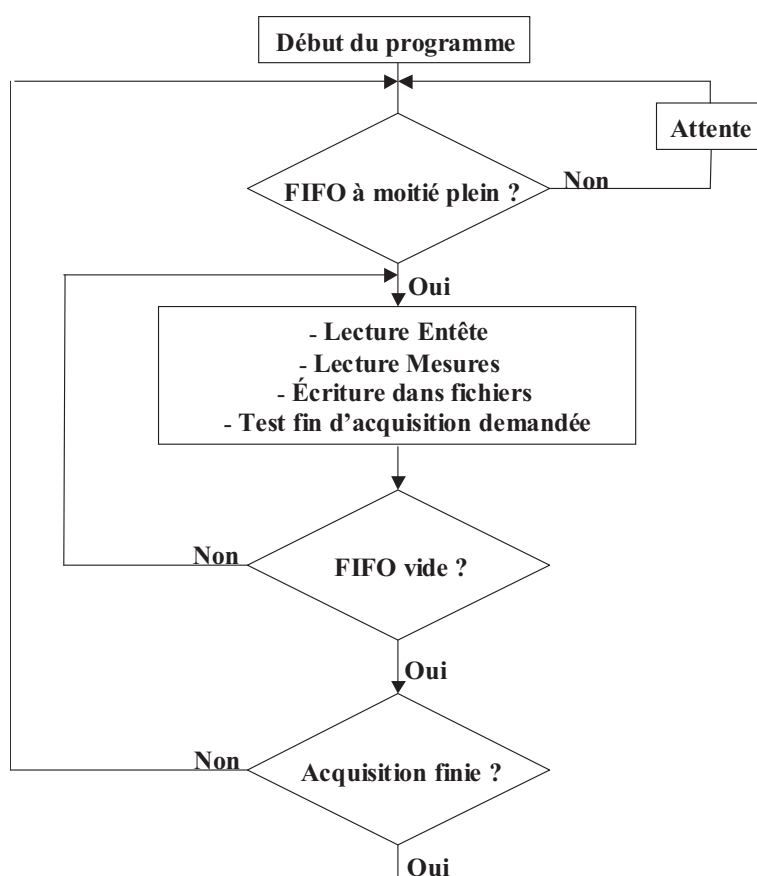 Début du programme
Attente
FIFO à moitié plein ?
Non
Oui
- Lecture Entête
- Lecture Mesures
- Écriture dans fichiers
- Test fin d’acquisition demandée
Non
FIFO vide ?
Oui
Non
Acquisition finie ?
Oui